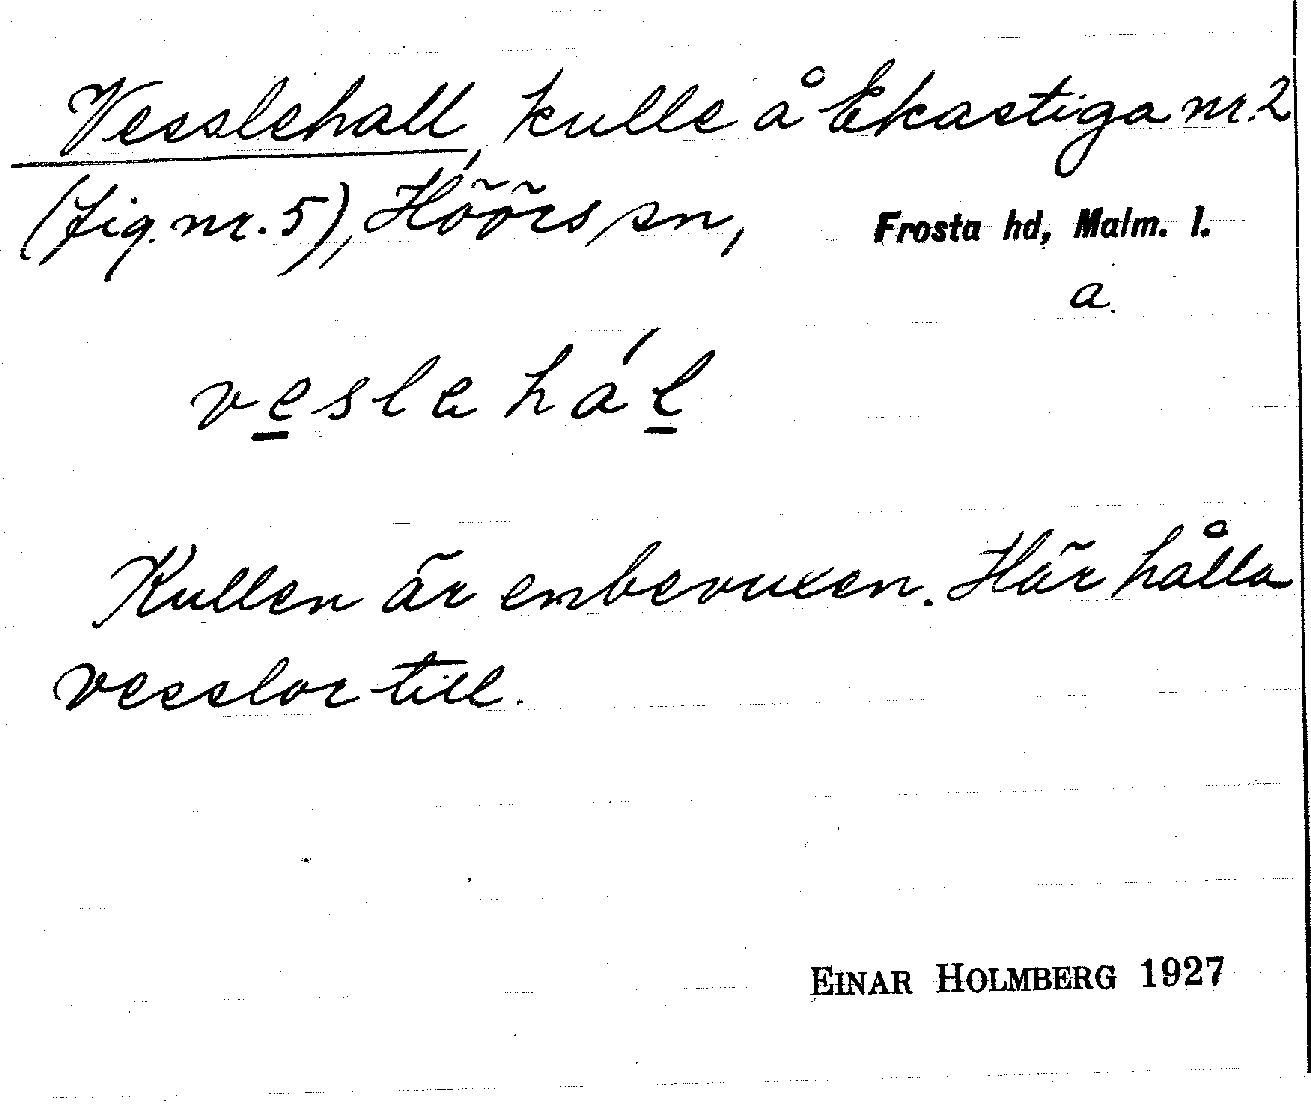 Vesslehall, kulle å Ekastiga nr. 2
(fig. nr. 5), Höörs sn, Frosta hd, Malm. l.
a.
veslahál
Kullen är enbevuxen. Här hålla
vesslor till.
EINAR HOLMBERG 1927